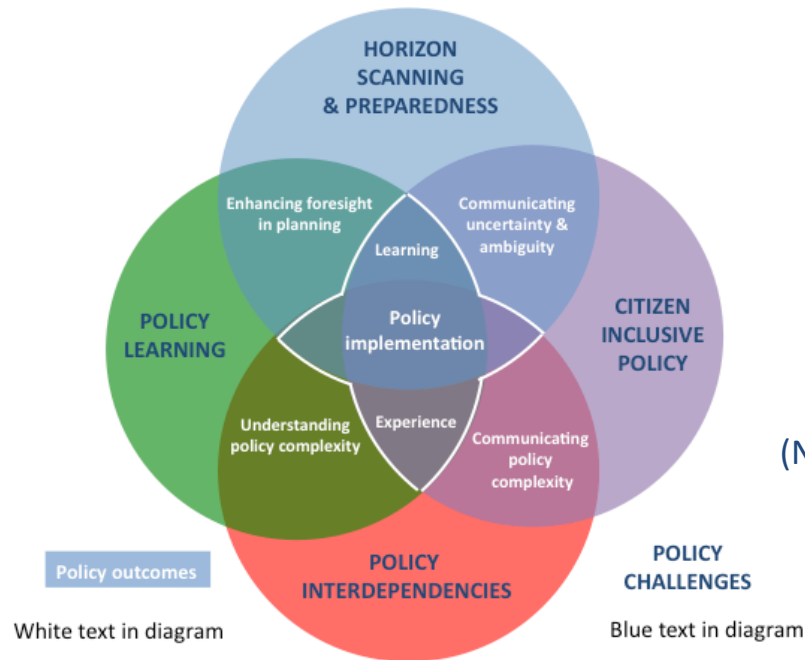 HORIZON
SCANNING
& PREPAREDNESS
Enhancing foresight
in planning
Communicating
uncertainty &
ambiguity
Learning
POLICY
LEARNING
Policy
implementation
CITIZEN
INCLUSIVE
POLICY
Understanding
policy complexity
Experience
Communicating
policy
complexity
(N
POLICY
INTERDEPENDENCIES
Policy outcomes
White text in diagram
POLICY
CHALLENGES
Blue text in diagram